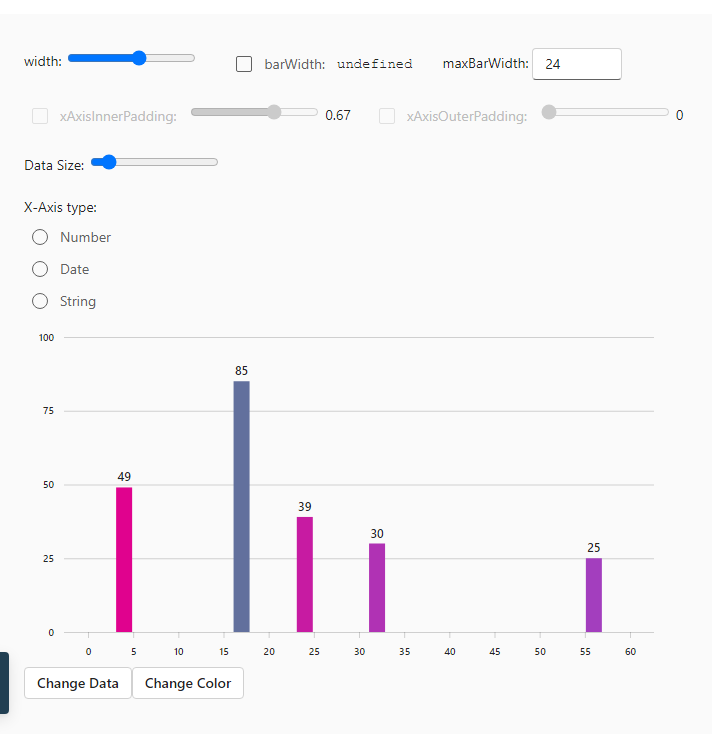 width: barWidth: undefined maxBarWidth: 24
xAxisInnerPadding: 0.67 xAxisOuterPadding: 0
Data Size:
X-Axis type:
Number
Date
String
100
85
75
49
50
39
30
25
25
0
0 5 10 15 20 25 30 35 40 45 50 55 60
Change Data Change Color